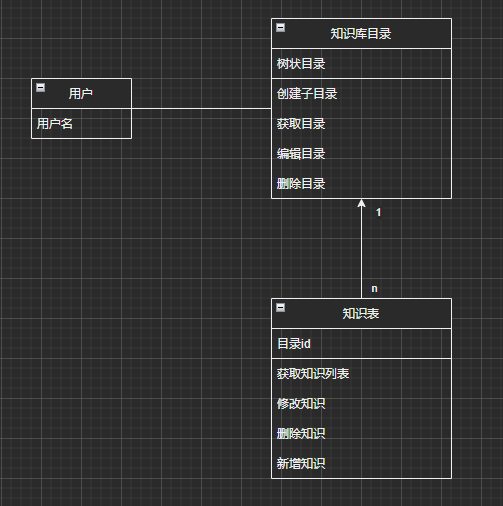 知识库目录
树状目录
创建子目录
获取目录
编辑目录
删除目录
用户
用户名
1
n
知识表
目录id
获取知识列表
修改知识
删除知识
新增知识